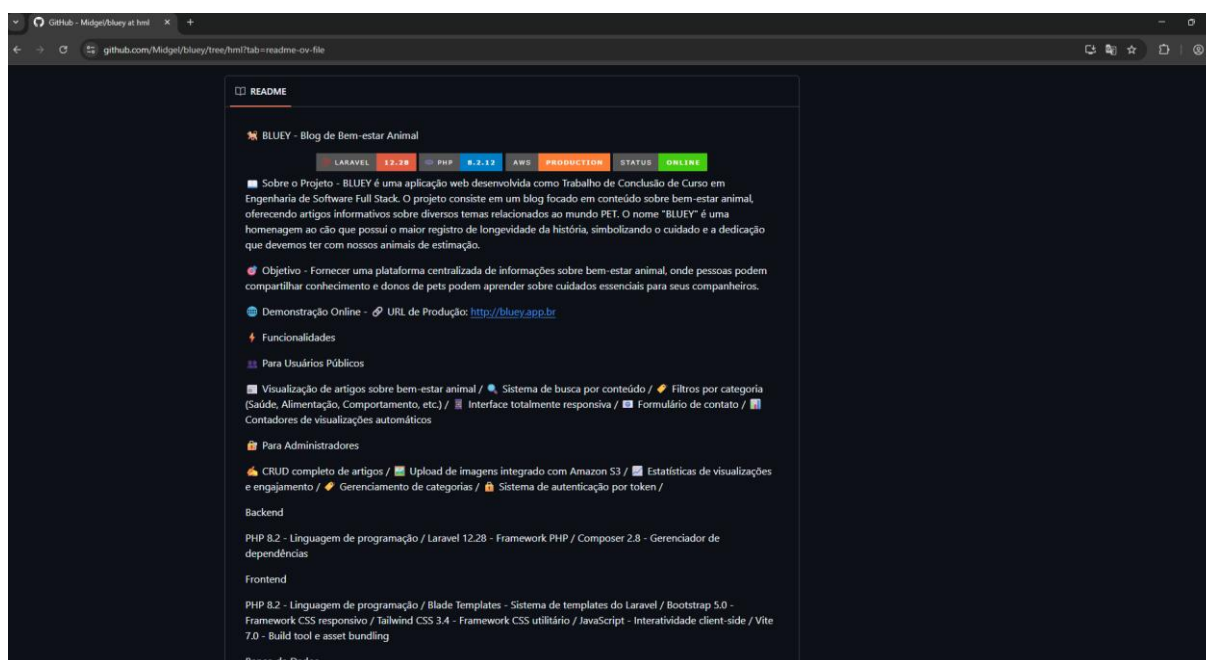 GitHub - Midgel/bluey at hml
github.com/Midgel/bluey/tree/hml?tab=readme-ov-file
README
BLUEY - Blog de Bem-estar Animal
LARAVEL 12.28 PHP 8.2.12 AWS PRODUCTION STATUS ONLINE
Sobre o Projeto - BLUEY é uma aplicação web desenvolvida como Trabalho de Conclusão de Curso em
Engenharia de Software Full Stack. O projeto consiste em um blog focado em conteúdo sobre bem-estar animal,
oferecendo artigos informativos sobre diversos temas relacionados ao mundo PET. O nome "BLUEY" é uma
homenagem ao cão que possui o maior registro de longevidade da história, simbolizando o cuidado e a dedicação
que devemos ter com nossos animais de estimação.
Objetivo - Fornecer uma plataforma centralizada de informações sobre bem-estar animal, onde pessoas podem
compartilhar conhecimento e donos de pets podem aprender sobre cuidados essenciais para seus companheiros.
Demonstração Online - URL de Produção: http://bluey.app.br
Funcionalidades
Para Usuários Públicos
Visualização de artigos sobre bem-estar animal / Sistema de busca por conteúdo / Filtros por categoria
(Saúde, Alimentação, Comportamento, etc.) / Interface totalmente responsiva / Formulário de contato /
Contadores de visualizações automáticos
Para Administradores
CRUD completo de artigos / Upload de imagens integrado com Amazon S3 / Estatísticas de visualizações
e engajamento / Gerenciamento de categorias / Sistema de autenticação por token /
Backend
PHP 8.2 - Linguagem de programação / Laravel 12.28 - Framework PHP / Composer 2.8 - Gerenciador de
dependências
Frontend
PHP 8.2 - Linguagem de programação / Blade Templates - Sistema de templates do Laravel / Bootstrap 5.0 -
Framework CSS responsivo / Tailwind CSS 3.4 - Framework CSS utilitário / JavaScript - Interatividade client-side / Vite
7.0 - Build tool e asset bundling